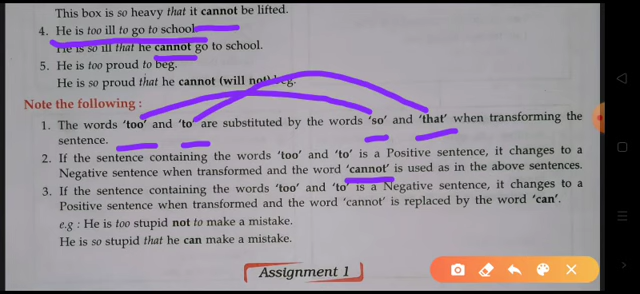 This box is so heavy that it cannot be lifted.
4. He is too ill to go to school
He is so ill that he cannot go to school.
5. He is too proud to beg.
He is so proud that he cannot (will not) beg.
Note the following :
1. The words 'too' and 'to' are substituted by the words 'so' and 'that' when transforming the
sentence.
2. If the sentence containing the words 'too' and 'to' is a Positive sentence, it changes to a
Negative sentence when transformed and the word 'cannot' is used as in the above sentences.
3. If the sentence containing the words 'too' and 'to' is a Negative sentence, it changes to a
Positive sentence when transformed and the word 'cannot' is replaced by the word 'can'.
e.g : He is too stupid not to make a mistake.
He is so stupid that he can make a mistake.
Assignment 1